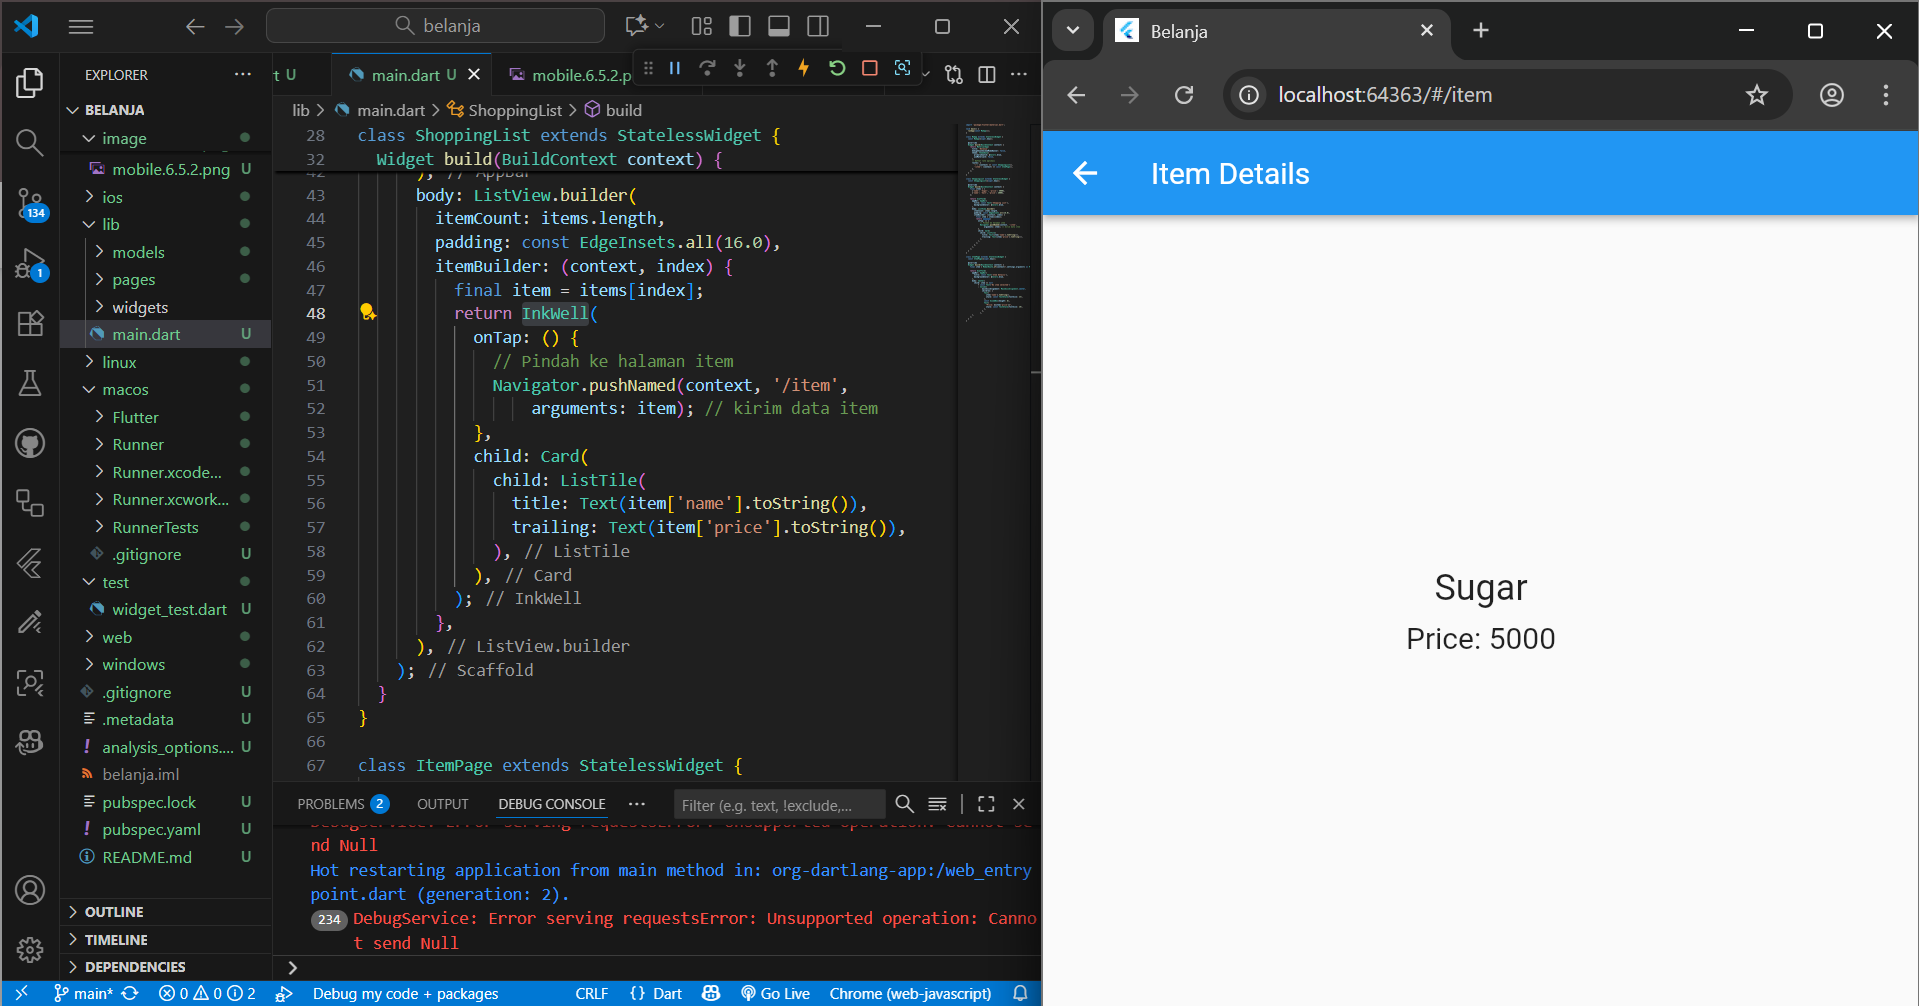 belanja
EXPLORER
BELANJA
image
mobile.6.5.2.png U
ios
lib
models
pages
widgets
main.dart U
linux
macos
Flutter
Runner
Runner.xcode...
Runner.xcwork...
RunnerTests
.gitignore U
test
widget_test.dart U
web
windows
.gitignore U
.metadata U
analysis_options.... U
belanja.iml
pubspec.lock U
pubspec.yaml U
README.md U
OUTLINE
TIMELINE
DEPENDENCIES
134
1
t U
main.dart U
mobile.6.5.2.p
lib > main.dart > ShoppingList > build
28 class ShoppingList extends StatelessWidget {
32 Widget build(BuildContext context) {
42 ), // AppBar
43 body: ListView.builder(
44 itemCount: items.length,
45 padding: const EdgeInsets.all(16.0),
46 itemBuilder: (context, index) {
47 final item = items[index];
48 return InkWell(
49 onTap: () {
50 // Pindah ke halaman item
51 Navigator.pushNamed(context, '/item',
52 arguments: item); // kirim data item
53 },
54 child: Card(
55 child: ListTile(
56 title: Text(item['name'].toString()),
57 trailing: Text(item['price'].toString()),
58 ), // ListTile
59 ), // Card
60 ); // InkWell
61 },
62 ), // ListView.builder
63 ); // Scaffold
64 }
65 }
66
67 class ItemPage extends StatelessWidget {
PROBLEMS 2 OUTPUT DEBUG CONSOLE ... Filter (e.g. text, !exclude,...
DebugService: Error serving requestsError: Unsupported operation: Cannot se
nd Null
Hot restarting application from main method in: org-dartlang-app:/web_entry
point.dart (generation: 2).
234 DebugService: Error serving requestsError: Unsupported operation: Canno
t send Null
main* 0 0 2 Debug my code + packages CRLF {} Dart Go Live Chrome (web-javascript)
Belanja
localhost:64363/#/item
Item Details
Sugar
Price: 5000